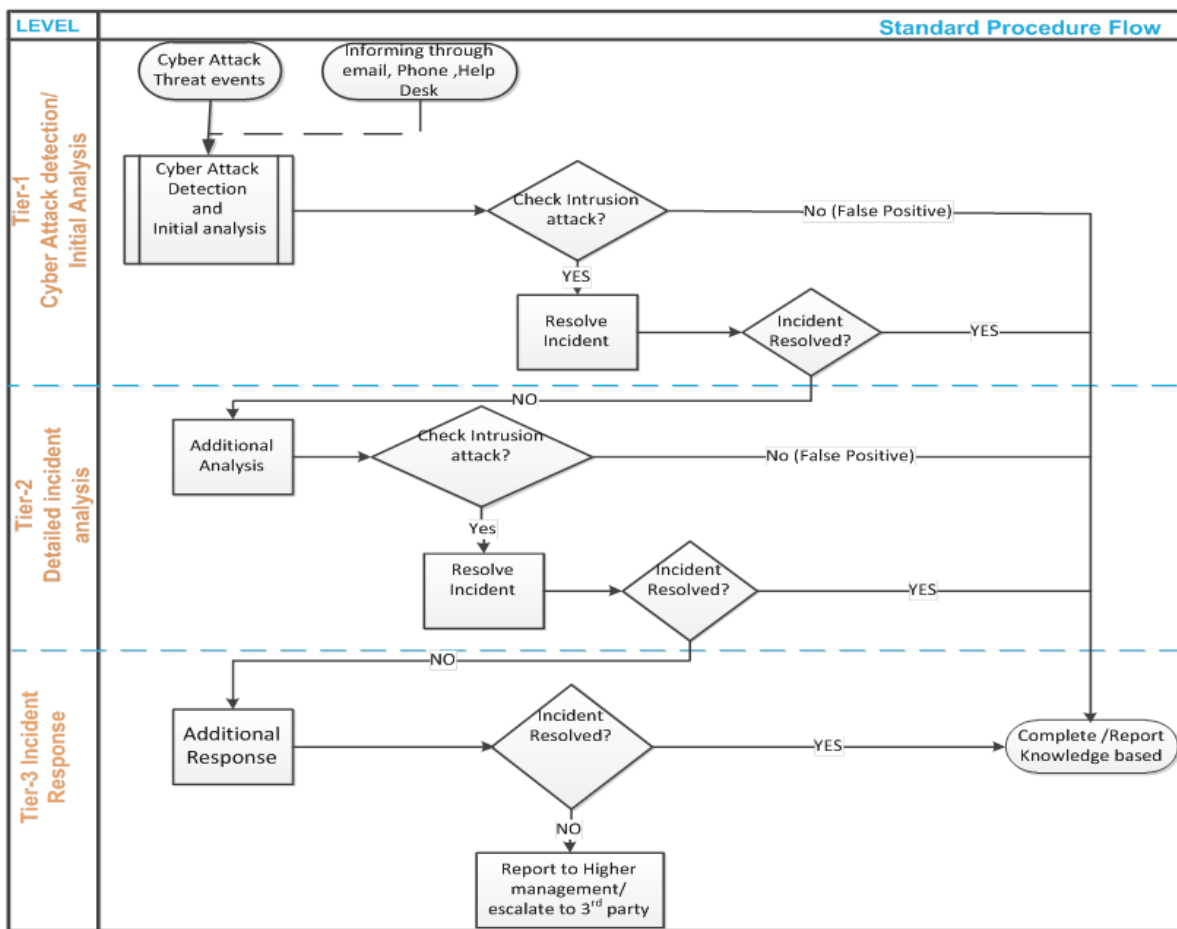 LEVEL
Standard Procedure Flow
Tier-1
Cyber Attack detection/
Initial Analysis
Cyber Attack
Threat events
Informing through
email, Phone ,Help
Desk
Cyber Attack
Detection
and
Initial analysis
Check Intrusion
attack?
No (False Positive)
YES
Resolve
Incident
Incident
Resolved?
YES
NO
Tier-2
Detailed incident
analysis
Additional
Analysis
Check Intrusion
attack?
No (False Positive)
Yes
Resolve
Incident
Incident
Resolved?
YES
NO
Tier-3 Incident
Response
Additional
Response
Incident
Resolved?
YES
Complete /Report
Knowledge based
NO
Report to Higher
management/
escalate to 3rd party